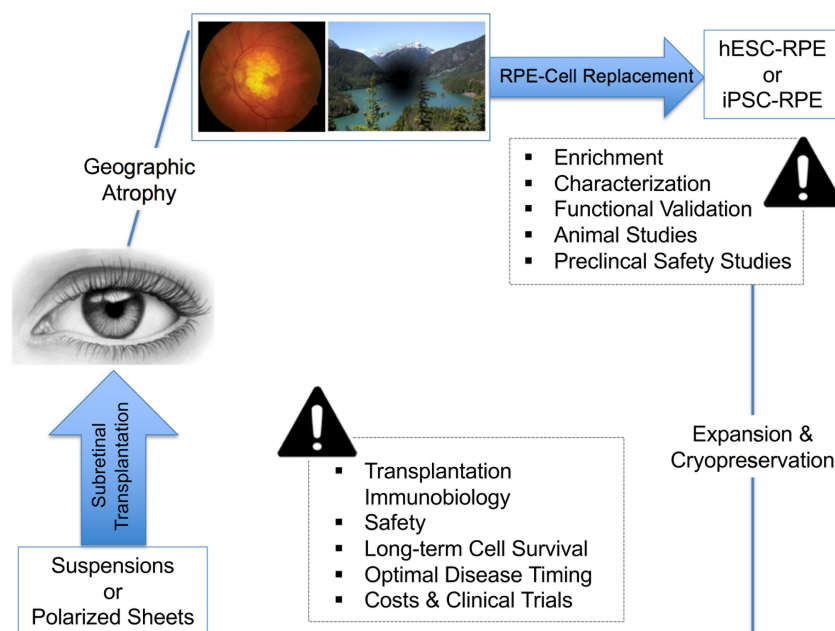 RPE-Cell Replacement
hESC-RPE
or
iPSC-RPE
Geographic
Atrophy
▪ Enrichment
▪ Characterization
▪ Functional Validation
▪ Animal Studies
▪ Preclincal Safety Studies
Subretinal
Transplantation
▪ Transplantation
Immunobiology
▪ Safety
▪ Long-term Cell Survival
▪ Optimal Disease Timing
▪ Costs & Clinical Trials
Expansion &
Cryopreservation
Suspensions
or
Polarized Sheets